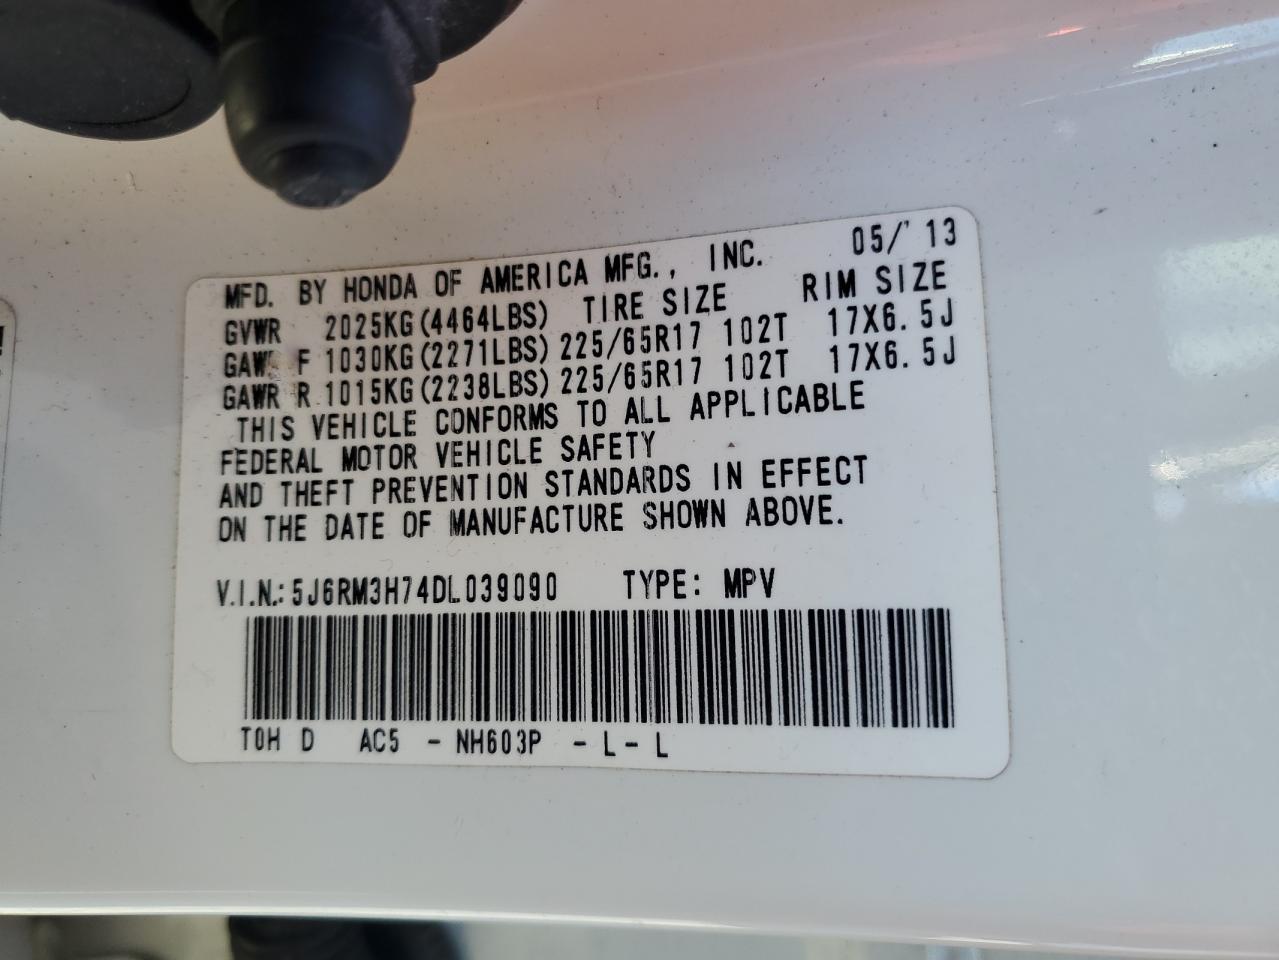 MFD. BY HONDA OF AMERICA MFG., INC. 05/'13
GVWR 2025KG(4464LBS) TIRE SIZE RIM SIZE
GAWR F 1030KG(2271LBS) 225/65R17 102T 17X6.5J
GAWR R 1015KG(2238LBS) 225/65R17 102T 17X6.5J
THIS VEHICLE CONFORMS TO ALL APPLICABLE
FEDERAL MOTOR VEHICLE SAFETY
AND THEFT PREVENTION STANDARDS IN EFFECT
ON THE DATE OF MANUFACTURE SHOWN ABOVE.
V.I.N.: 5J6RM3H74DL039090 TYPE: MPV
TOH D AC5 - NH603P - L - L